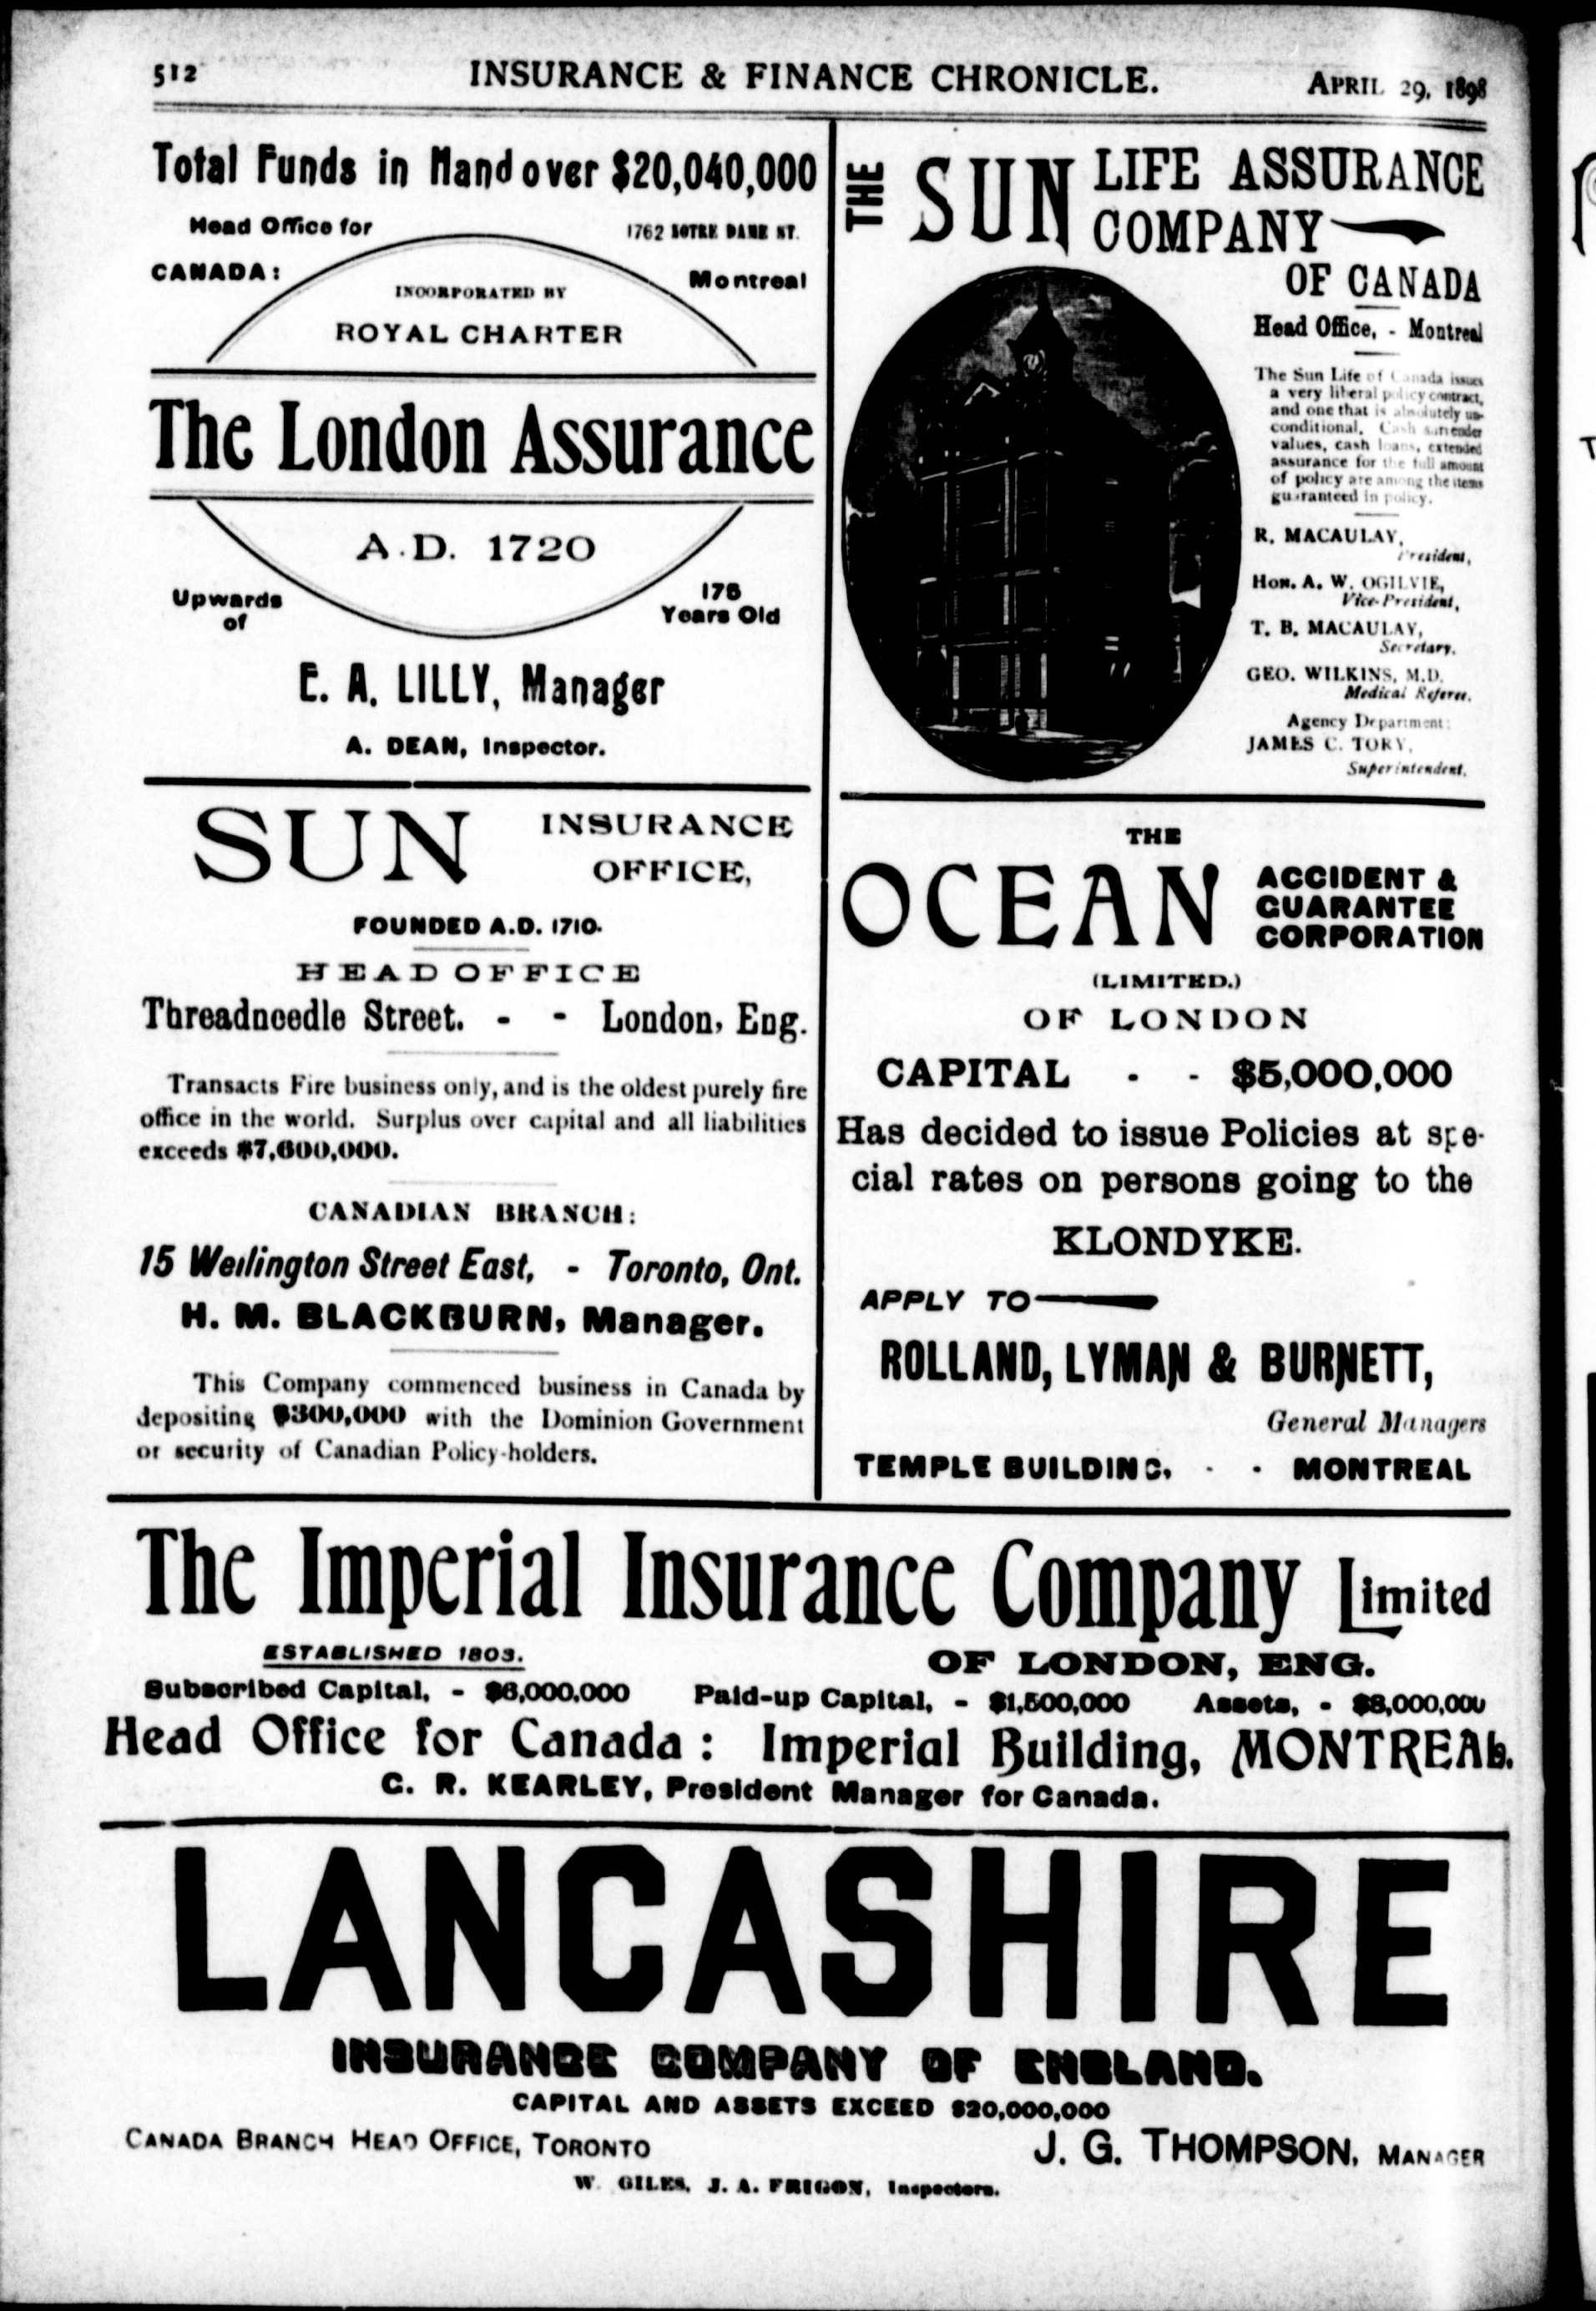 512
INSURANCE & FINANCE CHRONICLE.
APRIL 29, 1898
Total Funds in Hand over $20,040,000
Head Office for
CANADA:
1762 NOTRE DAME ST.
Montreal
INCORPORATED BY
ROYAL CHARTER
The London Assurance
A.D. 1720
Upwards
of
175
Years Old
E. A. LILLY, Manager
A. DEAN, Inspector.
SUN INSURANCE
OFFICE,
FOUNDED A.D. 1710.
HEAD OFFICE
Threadneedle Street. - - London, Eng.
Transacts Fire business only, and is the oldest purely fire
office in the world. Surplus over capital and all liabilities
exceeds $7,600,000.
CANADIAN BRANCH:
15 Wellington Street East, - Toronto, Ont.
H. M. BLACKBURN, Manager.
This Company commenced business in Canada by
depositing $300,000 with the Dominion Government
or security of Canadian Policy-holders.
THE SUN LIFE ASSURANCE
COMPANY
OF CANADA
Head Office, - Montreal
The Sun Life of Canada issues
a very liberal policy contract,
and one that is absolutely un-
conditional. Cash surrender
values, cash loans, extended
assurance for the full amount
of policy are among the items
guaranteed in policy.
R. MACAULAY,
President,
HON. A. W. OGILVIE,
Vice-President,
T. B. MACAULAY,
Secretary.
GEO. WILKINS, M.D.
Medical Referee.
Agency Department:
JAMES C. TORY,
Superintendent.
THE
OCEAN ACCIDENT &
GUARANTEE
CORPORATION
(LIMITED.)
OF LONDON
CAPITAL - - $5,000,000
Has decided to issue Policies at spe-
cial rates on persons going to the
KLONDYKE.
APPLY TO
ROLLAND, LYMAN & BURNETT,
General Managers
TEMPLE BUILDING, - - MONTREAL
The Imperial Insurance Company Limited
ESTABLISHED 1803.
OF LONDON, ENG.
Subscribed Capital, - $6,000,000 Paid-up Capital, - $1,500,000 Assets, - $8,000,000
Head Office for Canada: Imperial Building, MONTREAL.
G. R. KEARLEY, President Manager for Canada.
LANCASHIRE
INSURANCE COMPANY OF ENGLAND.
CAPITAL AND ASSETS EXCEED $20,000,000
CANADA BRANCH HEAD OFFICE, TORONTO
J. G. THOMPSON, MANAGER
W. GILES, J. A. FRIGON, Inspectors.